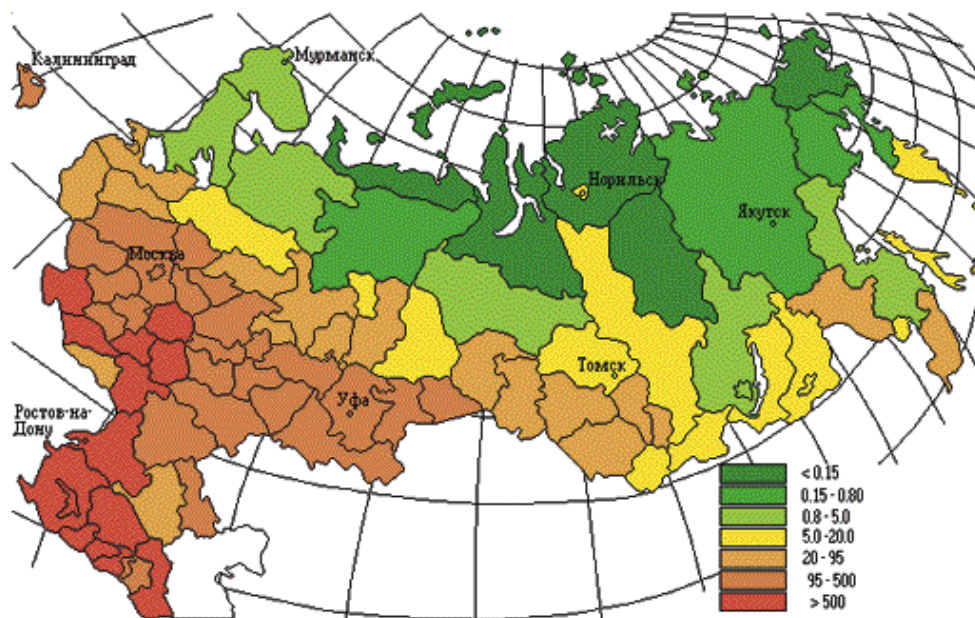 Калининград
Мурманск
Норильск
Якутск
Москва
Томск
Уфа
Ростов-на-
Дону
< 0.15
0.15 - 0.80
0.8 - 5.0
5.0 - 20.0
20 - 95
95 - 500
> 500